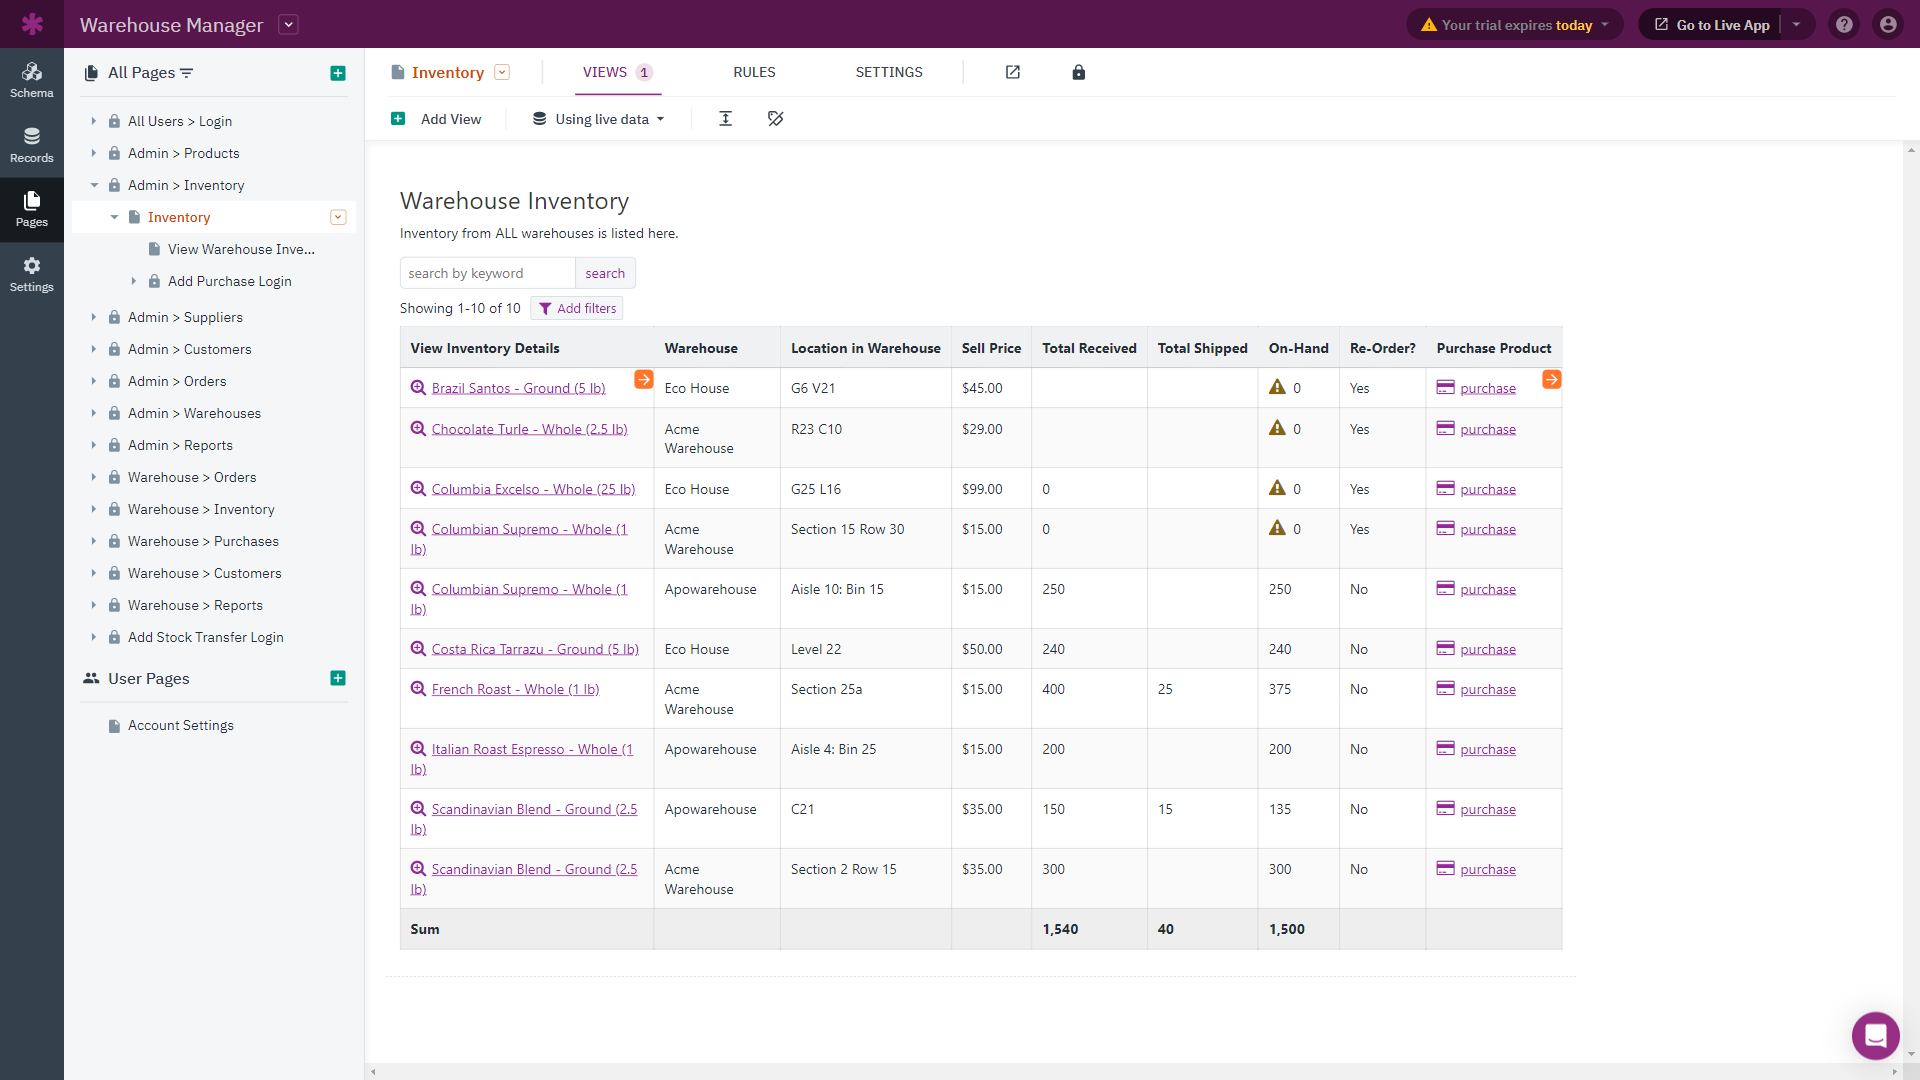 Warehouse Manager
Your trial expires today
Go to Live App
Schema
Records
Pages
Settings
All Pages
All Users > Login
Admin > Products
Admin > Inventory
Inventory
View Warehouse Inve...
Add Purchase Login
Admin > Suppliers
Admin > Customers
Admin > Orders
Admin > Warehouses
Admin > Reports
Warehouse > Orders
Warehouse > Inventory
Warehouse > Purchases
Warehouse > Customers
Warehouse > Reports
Add Stock Transfer Login
User Pages
Account Settings
Inventory VIEWS 1 RULES SETTINGS
Add View Using live data
Warehouse Inventory
Inventory from ALL warehouses is listed here.
search by keyword search
Showing 1-10 of 10 Add filters
View Inventory Details Warehouse Location in Warehouse Sell Price Total Received Total Shipped On-Hand Re-Order? Purchase Product
Brazil Santos - Ground (5 lb) Eco House G6 V21 $45.00 0 Yes purchase
Chocolate Turle - Whole (2.5 lb) Acme R23 C10 $29.00 0 Yes purchase
Warehouse
Columbia Excelso - Whole (25 lb) Eco House G25 L16 $99.00 0 0 Yes purchase
Columbian Supremo - Whole (1 Acme Section 15 Row 30 $15.00 0 0 Yes purchase
lb) Warehouse
Columbian Supremo - Whole (1 Apowarehouse Aisle 10: Bin 15 $15.00 250 250 No purchase
lb)
Costa Rica Tarrazu - Ground (5 lb) Eco House Level 22 $50.00 240 240 No purchase
French Roast - Whole (1 lb) Acme Section 25a $15.00 400 25 375 No purchase
Warehouse
Italian Roast Espresso - Whole (1 Apowarehouse Aisle 4: Bin 25 $15.00 200 200 No purchase
lb)
Scandinavian Blend - Ground (2.5 Apowarehouse C21 $35.00 150 15 135 No purchase
lb)
Scandinavian Blend - Ground (2.5 Acme Section 2 Row 15 $35.00 300 300 No purchase
lb) Warehouse
Sum 1,540 40 1,500